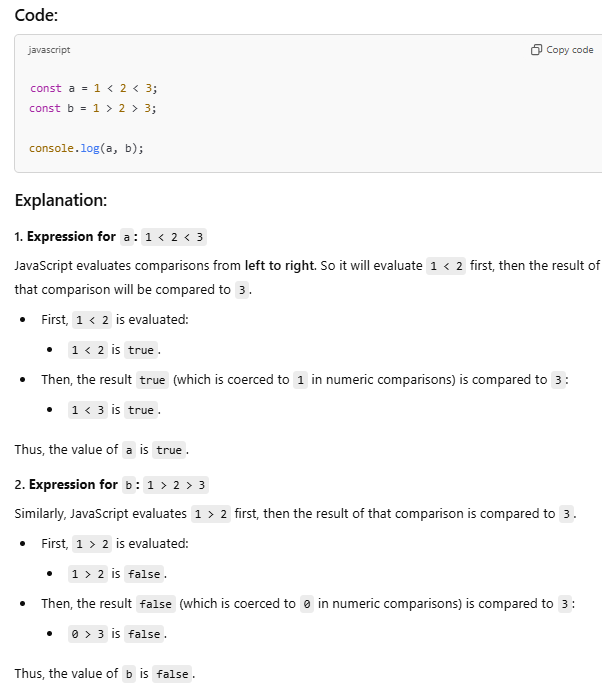 Code:
javascript
Copy code
const a = 1 < 2 < 3;
const b = 1 > 2 > 3;
console.log(a, b);
Explanation:
1. Expression for a: 1 < 2 < 3
JavaScript evaluates comparisons from left to right. So it will evaluate 1 < 2 first, then the result of
that comparison will be compared to 3.
• First, 1 < 2 is evaluated:
• 1 < 2 is true.
• Then, the result true (which is coerced to 1 in numeric comparisons) is compared to 3:
• 1 < 3 is true.
Thus, the value of a is true.
2. Expression for b: 1 > 2 > 3
Similarly, JavaScript evaluates 1 > 2 first, then the result of that comparison is compared to 3.
• First, 1 > 2 is evaluated:
• 1 > 2 is false.
• Then, the result false (which is coerced to 0 in numeric comparisons) is compared to 3:
• 0 > 3 is false.
Thus, the value of b is false.